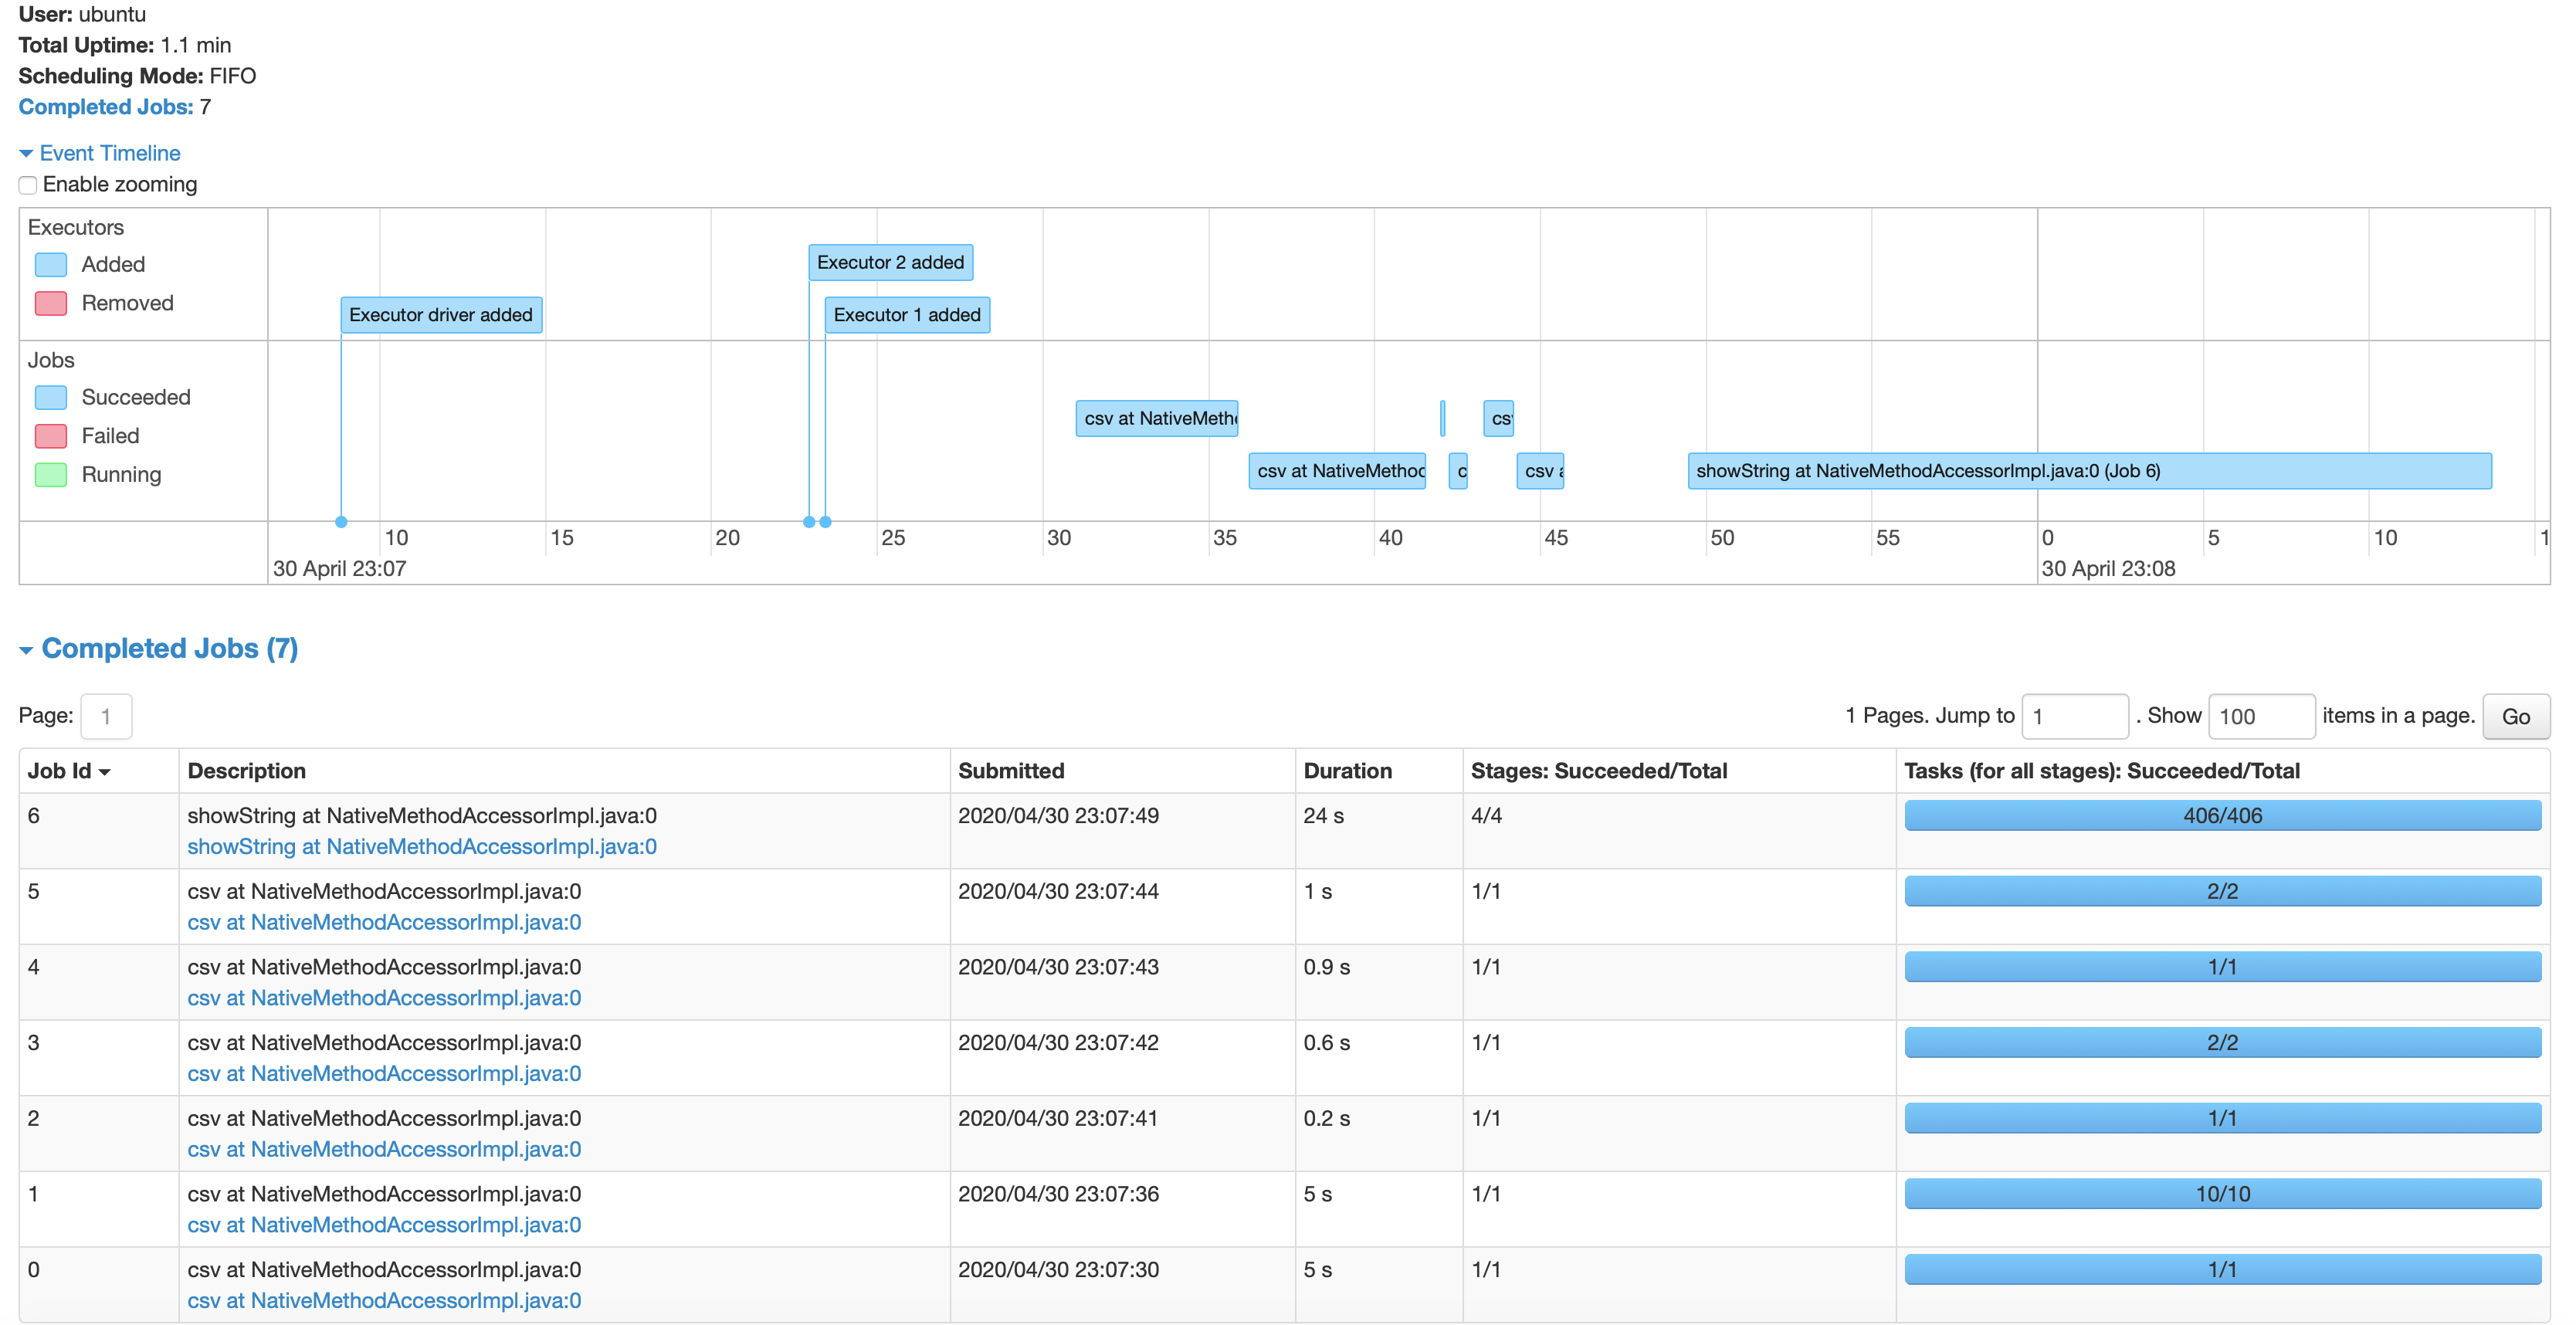 User: ubuntu
Total Uptime: 1.1 min
Scheduling Mode: FIFO
Completed Jobs: 7
Event Timeline
Enable zooming
Executors
Added
Removed
Executor 2 added
Executor driver added
Executor 1 added
Jobs
Succeeded
Failed
Running
csv at NativeMeth
cs
csv at NativeMethod
c
csv a
showString at NativeMethodAccessorImpl.java:0 (Job 6)
10 15 20 25 30 35 40 45 50 55 0 5 10 1
30 April 23:07 30 April 23:08
Completed Jobs (7)
Page: 1
1 Pages. Jump to 1 . Show 100 items in a page. Go
Job Id Description Submitted Duration Stages: Succeeded/Total Tasks (for all stages): Succeeded/Total
6 showString at NativeMethodAccessorImpl.java:0 2020/04/30 23:07:49 24 s 4/4 406/406
showString at NativeMethodAccessorImpl.java:0
5 csv at NativeMethodAccessorImpl.java:0 2020/04/30 23:07:44 1 s 1/1 2/2
csv at NativeMethodAccessorImpl.java:0
4 csv at NativeMethodAccessorImpl.java:0 2020/04/30 23:07:43 0.9 s 1/1 1/1
csv at NativeMethodAccessorImpl.java:0
3 csv at NativeMethodAccessorImpl.java:0 2020/04/30 23:07:42 0.6 s 1/1 2/2
csv at NativeMethodAccessorImpl.java:0
2 csv at NativeMethodAccessorImpl.java:0 2020/04/30 23:07:41 0.2 s 1/1 1/1
csv at NativeMethodAccessorImpl.java:0
1 csv at NativeMethodAccessorImpl.java:0 2020/04/30 23:07:36 5 s 1/1 10/10
csv at NativeMethodAccessorImpl.java:0
0 csv at NativeMethodAccessorImpl.java:0 2020/04/30 23:07:30 5 s 1/1 1/1
csv at NativeMethodAccessorImpl.java:0